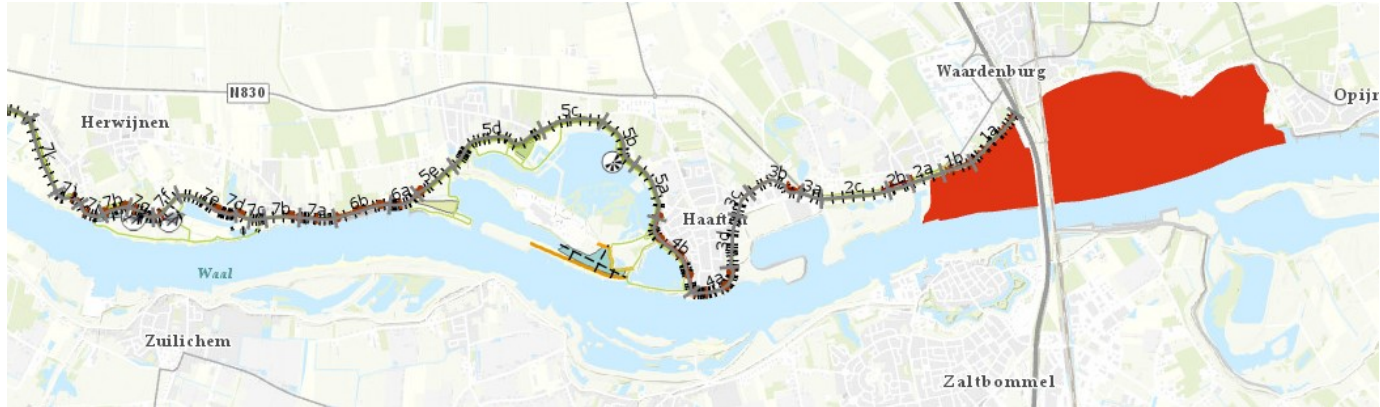 Waardenburg
N830
Opijn
Herwijnen
5c
5d
5b
1a
1b
5e
3b
2a
3a
2b
2c
5a
6a
6b
7a
7b
7c
7d
7e
7f
7h
3c
Haaften
3d
4b
4a
Waal
Zuilichem
Zaltbommel